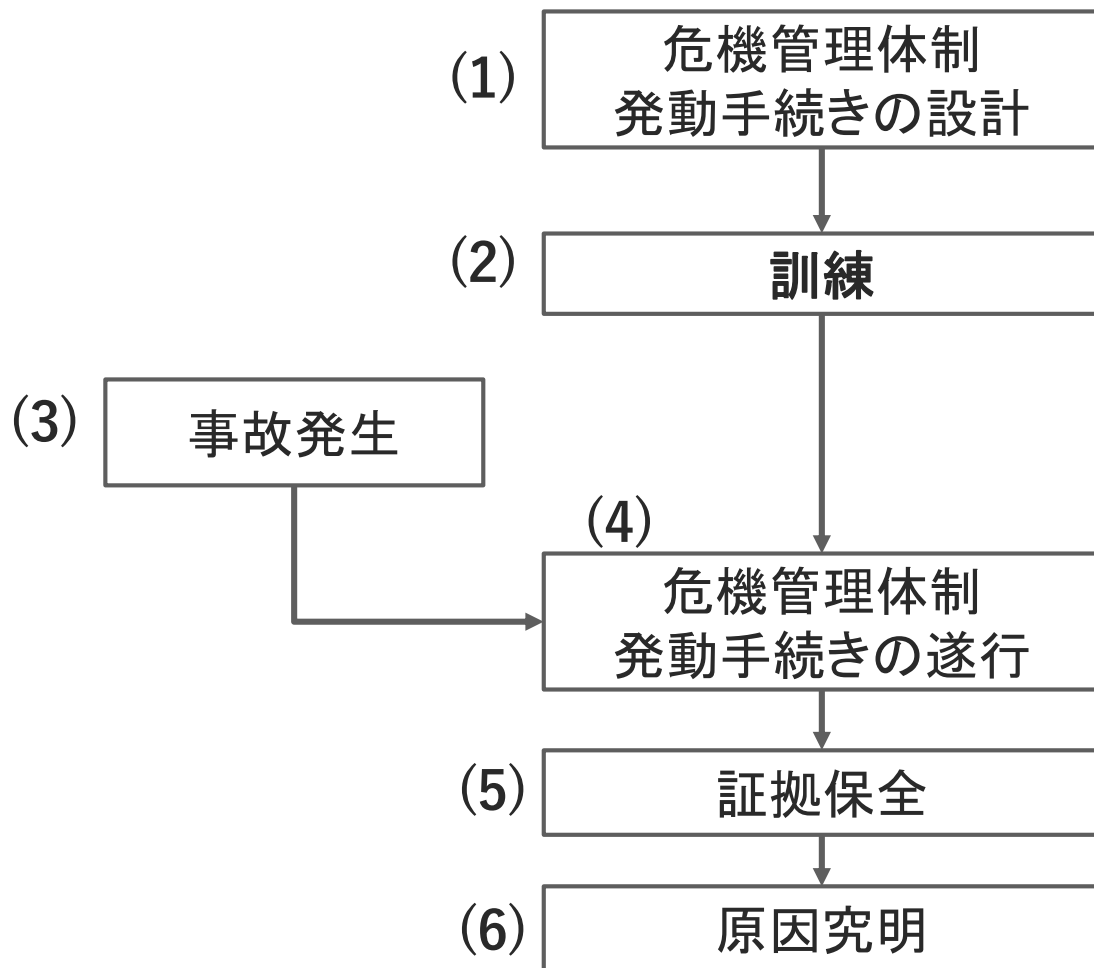 (1)
危機管理体制
発動手続きの設計
(2)
訓練
(3)
事故発生
(4)
危機管理体制
発動手続きの遂行
(5)
証拠保全
(6)
原因究明